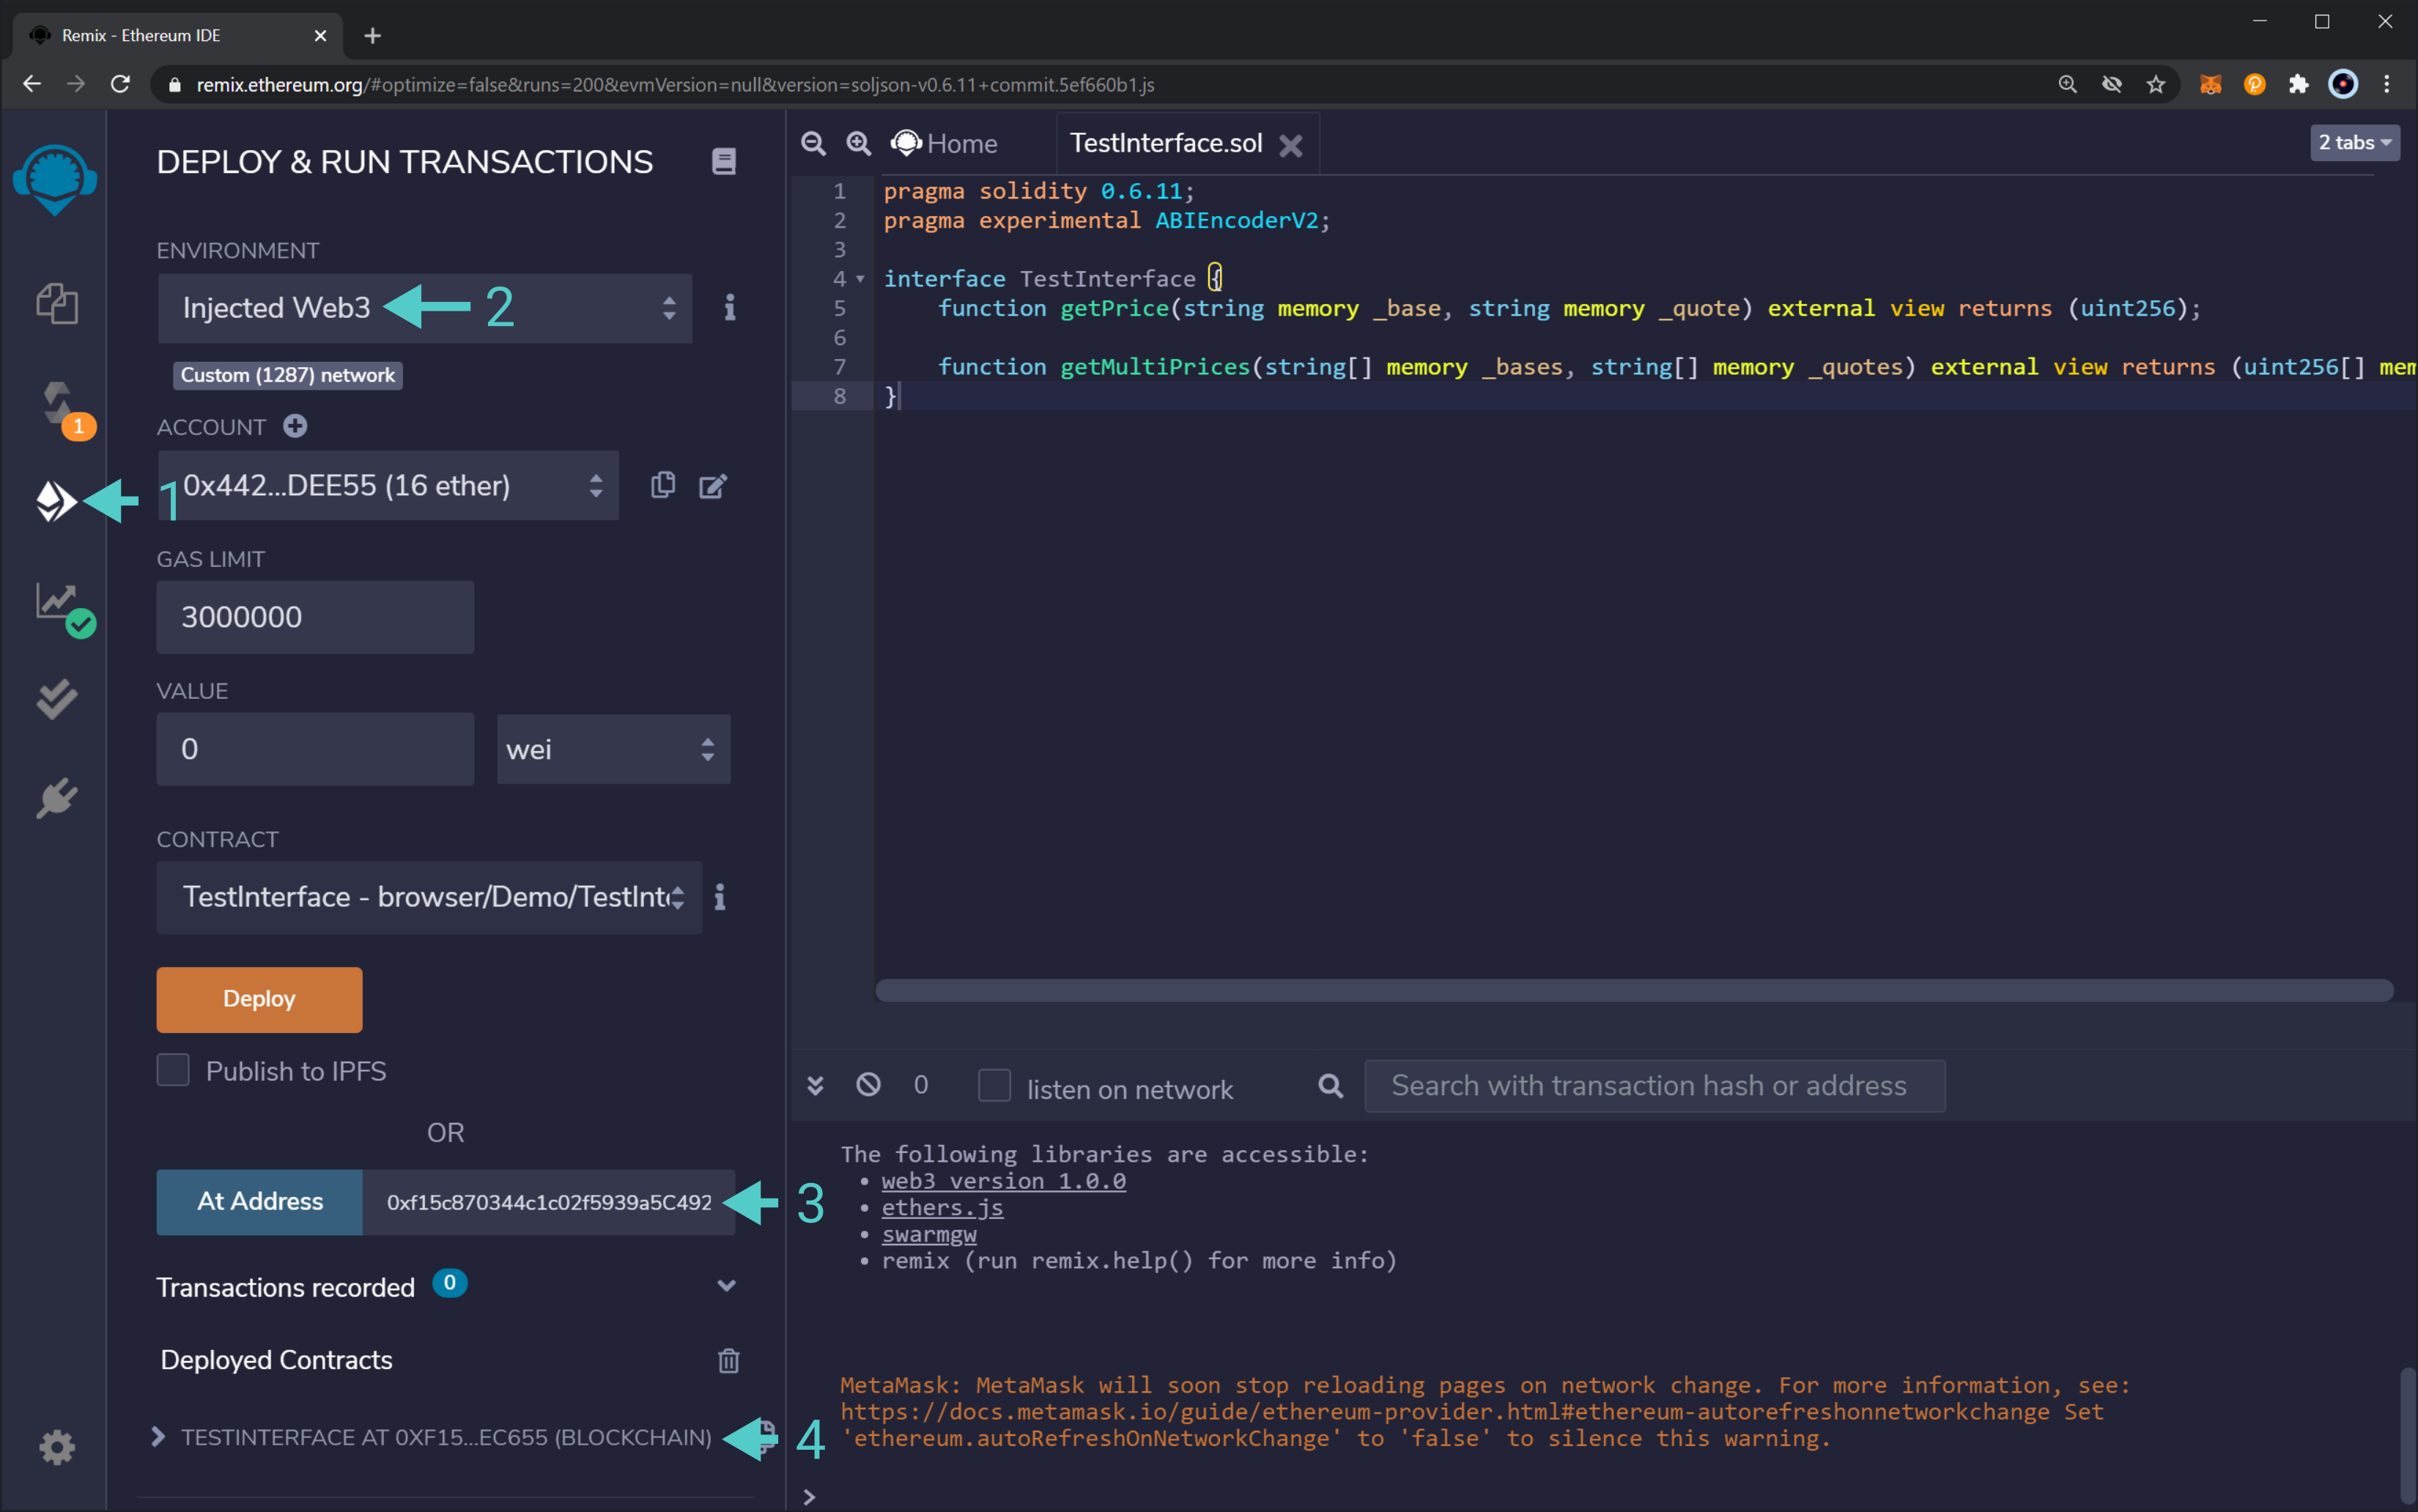 Remix - Ethereum IDE
remix.ethereum.org/#optimize=false&runs=200&evmVersion=null&version=soljson-v0.6.11+commit.5ef660b1.js
DEPLOY & RUN TRANSACTIONS
ENVIRONMENT
Injected Web3
2
Custom (1287) network
ACCOUNT
1
0x442...DEE55 (16 ether)
GAS LIMIT
3000000
VALUE
0
wei
CONTRACT
TestInterface - browser/Demo/TestInt
Deploy
Publish to IPFS
OR
At Address
0xf15c870344c1c02f5939a5C492
3
Transactions recorded 0
Deployed Contracts
TESTINTERFACE AT 0XF15...EC655 (BLOCKCHAIN)
4
1
Home
TestInterface.sol
2 tabs
1 pragma solidity 0.6.11;
2 pragma experimental ABIEncoderV2;
3
4 interface TestInterface {
5 function getPrice(string memory _base, string memory _quote) external view returns (uint256);
6
7 function getMultiPrices(string[] memory _bases, string[] memory _quotes) external view returns (uint256[] mem
8 }
0
listen on network
Search with transaction hash or address
The following libraries are accessible:
• web3 version 1.0.0
• ethers.js
• swarmgw
• remix (run remix.help() for more info)
MetaMask: MetaMask will soon stop reloading pages on network change. For more information, see:
https://docs.metamask.io/guide/ethereum-provider.html#ethereum-autorefreshonnetworkchange Set
'ethereum.autoRefreshOnNetworkChange' to 'false' to silence this warning.
>